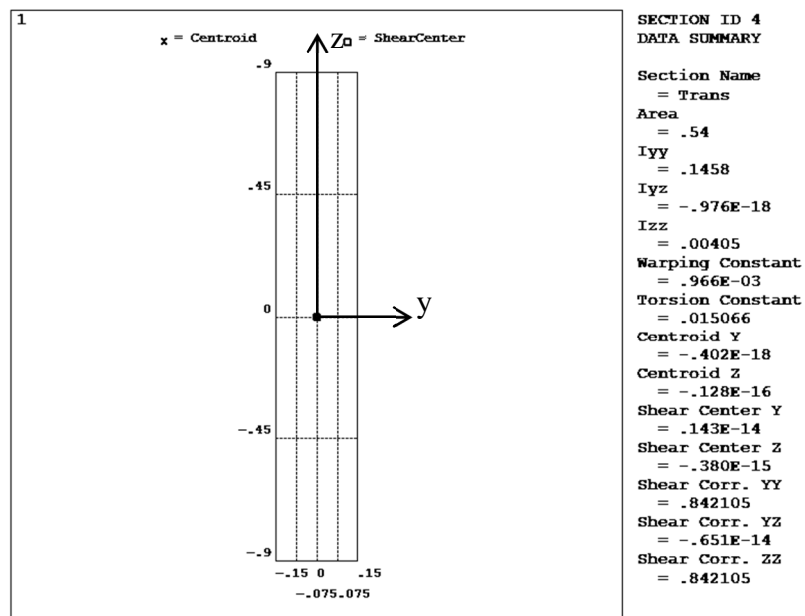 1
x = Centroid
z
□ = ShearCenter
.9
.45
0
-.45
-.9
y
-.15 0 .15
-.075.075
SECTION ID 4
DATA SUMMARY
Section Name
= Trans
Area
= .54
Iyy
= .1458
Iyz
= -.976E-18
Izz
= .00405
Warping Constant
= .966E-03
Torsion Constant
= .015066
Centroid Y
= -.402E-18
Centroid Z
= -.128E-16
Shear Center Y
= .143E-14
Shear Center Z
= -.380E-15
Shear Corr. YY
= .842105
Shear Corr. YZ
= -.651E-14
Shear Corr. ZZ
= .842105